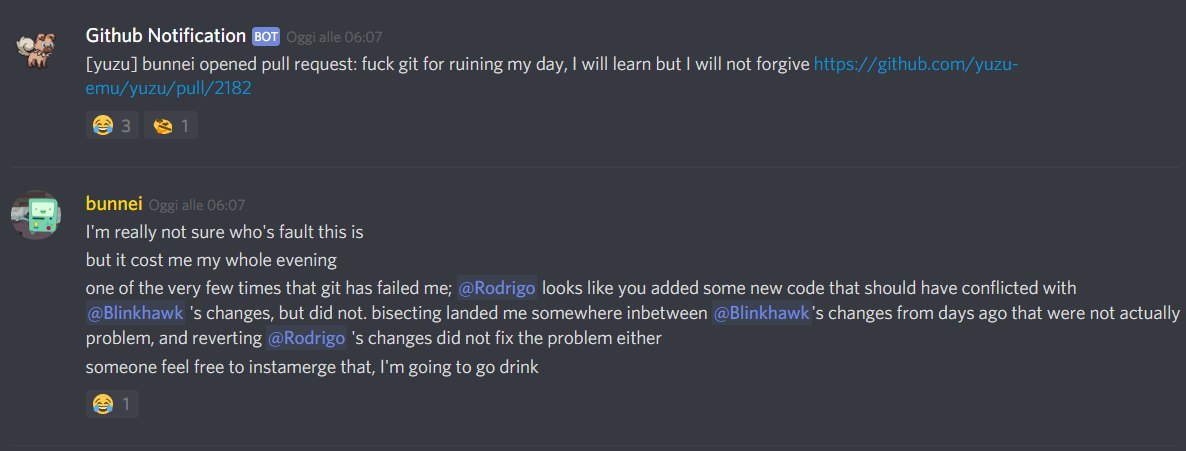 Github Notification BOT Oggi alle 06:07
[yuzu] bunnei opened pull request: fuck git for ruining my day, I will learn but I will not forgive https://github.com/yuzu-
emu/yuzu/pull/2182
3 1
bunnei Oggi alle 06:07
I'm really not sure who's fault this is
but it cost me my whole evening
one of the very few times that git has failed me; @Rodrigo looks like you added some new code that should have conflicted with
@Blinkhawk 's changes, but did not. bisecting landed me somewhere inbetween @Blinkhawk's changes from days ago that were not actually
problem, and reverting @Rodrigo 's changes did not fix the problem either
someone feel free to instamerge that, I'm going to go drink
1